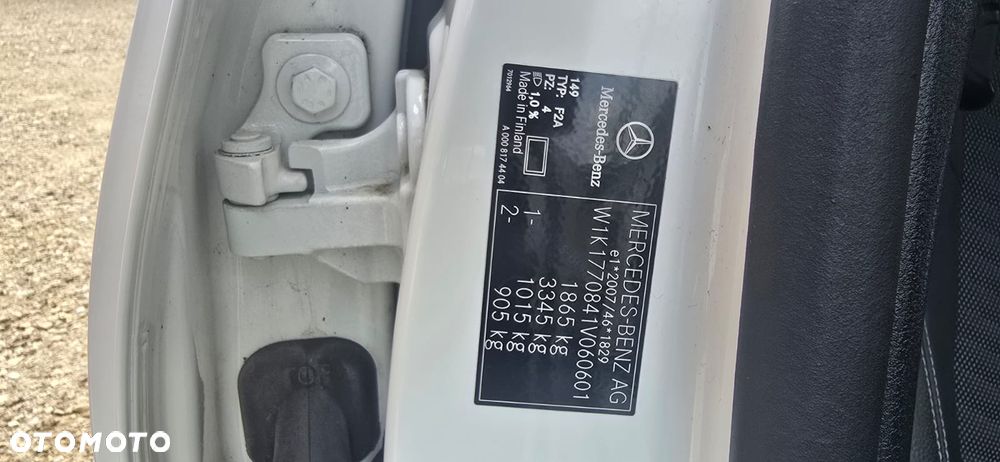 Mercedes-Benz
149
TYP: F2A
PZ: 4
1,0 %
Made in Finland
7012164
A 000 817 44 04
MERCEDES-BENZ AG
e1*2007/46*1829
W1K1770841V060601
1865 kg
3345 kg
1- 1015 kg
2- 905 kg
OTOMOTO